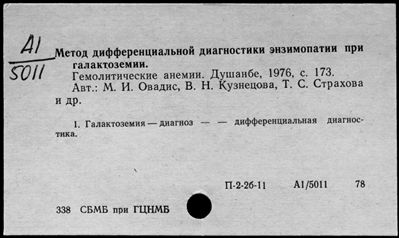 A1
5011
Метод дифференциальной диагностики энзимопатии при
галактоземии.
Гемолитические анемии. Душанбе, 1976, с. 173.
Авт.: М. И. Овадис, В. Н. Кузнецова, Т. С. Страхова
и др.
1. Галактоземия — диагноз — — дифференциальная диагнос-
тика.
П-2-26-11 А1/5011 78
338 СБМБ при ГЦНМБ